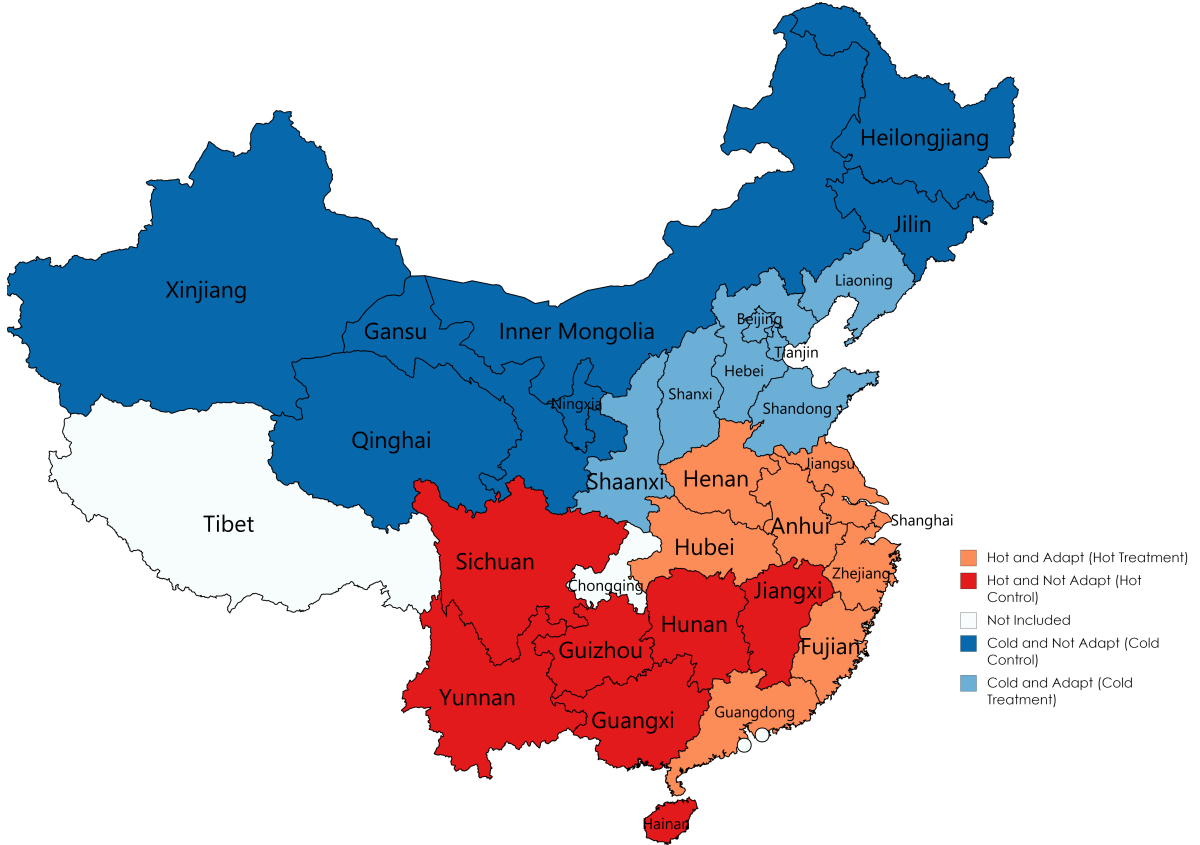 Heilongjiang
Jilin
Liaoning
Xinjiang
Gansu
Inner Mongolia
Beijing
Tianjin
Hebei
Shanxi
Ningxia
Shandong
Qinghai
Jiangsu
Shaanxi
Henan
Tibet
Anhui
Shanghai
Hubei
Sichuan
Zhejiang
Chongqing
Jiangxi
Hunan
Guizhou
Fujian
Yunnan
Guangxi
Guangdong
Hainan
Hot and Adapt (Hot Treatment)
Hot and Not Adapt (Hot
Control)
Not Included
Cold and Not Adapt (Cold
Control)
Cold and Adapt (Cold
Treatment)